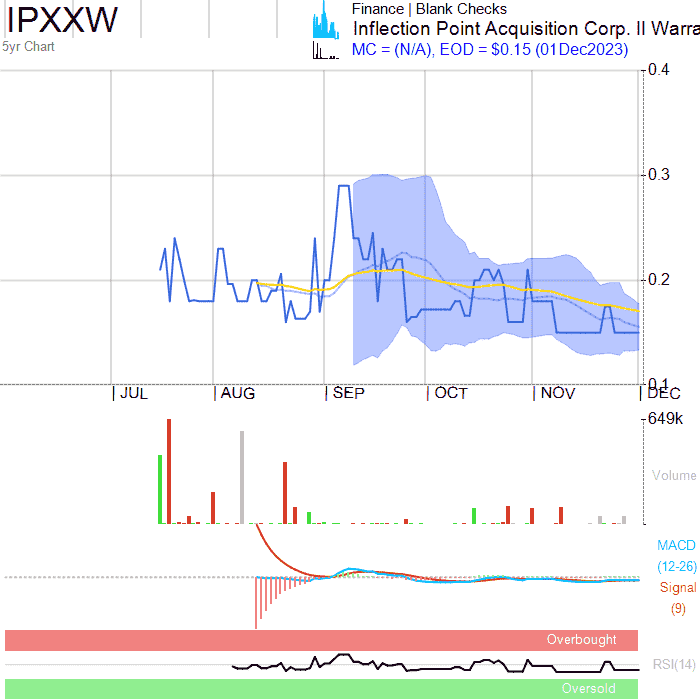 IPXXW
5yr Chart
Finance | Blank Checks
Inflection Point Acquisition Corp. II Warra
MC = (N/A), EOD = $0.15 (01Dec2023)
0.4
0.3
0.2
0.1
JUL
AUG
SEP
OCT
NOV
DEC
649k
Volume
MACD
(12-26)
Signal
(9)
Overbought
RSI(14)
Oversold